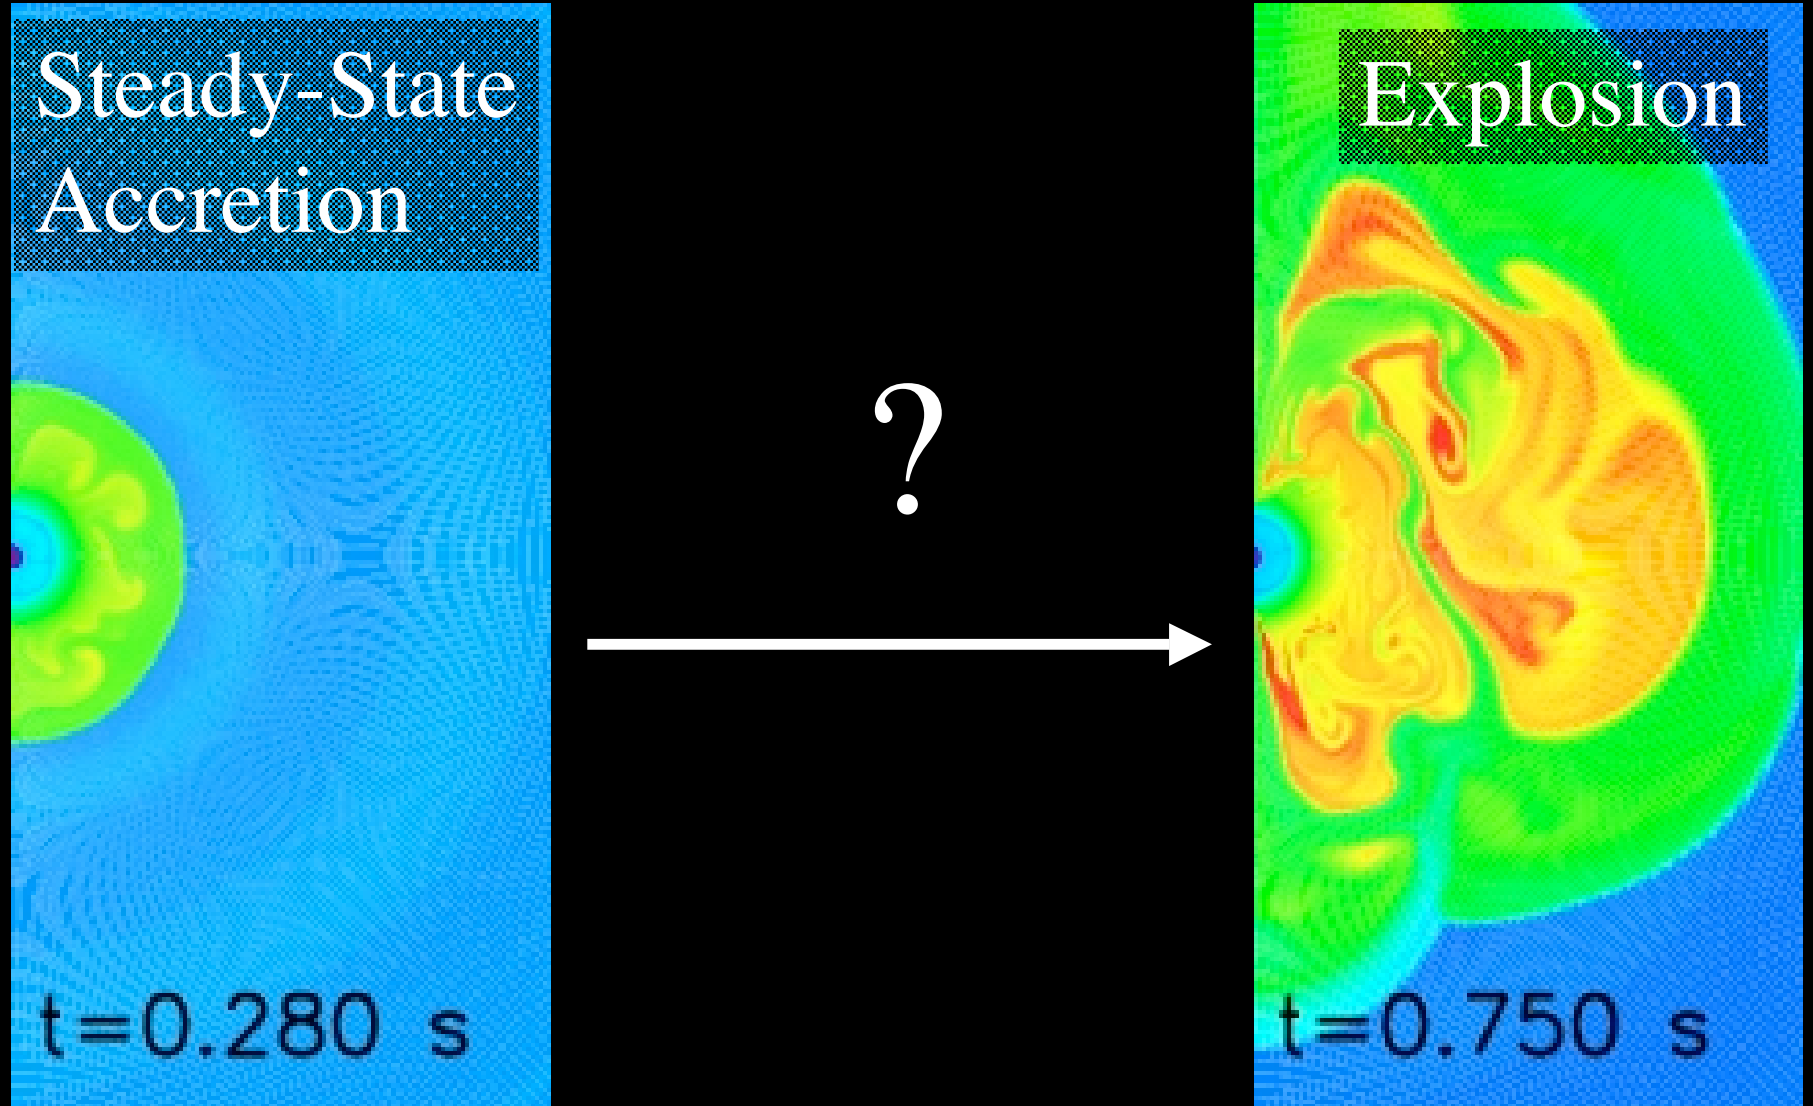 Steady-State
Accretion
t=0.280 s
?
Explosion
t=0.750 s